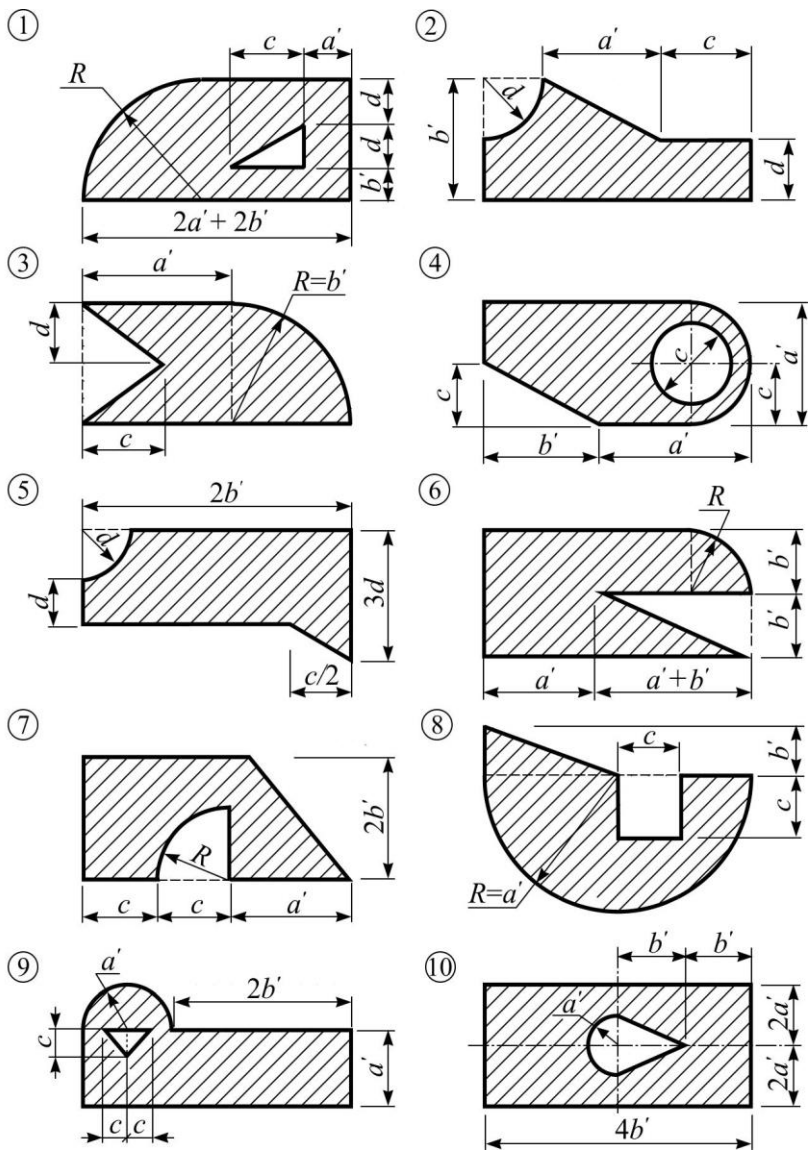 ①
c
a′
R
d
d
b′
2a′ + 2b′
②
a′
c
d
b′
d
③
a′
R=b′
d
c
④
c
c
c
a′
b′
a′
⑤
2b′
d
d
3d
c/2
⑥
R
b′
b′
a′
a′+b′
⑦
R
2b′
c
c
a′
⑧
c
b′
c
R=a′
⑨
a′
2b′
c
a′
c
c
⑩
b′
b′
a′
2a′
2a′
4b′